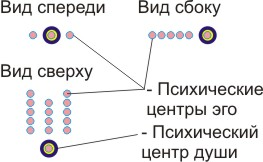 Вид спереди
Вид сбоку
Вид сверху
- Психические
центры эго
- Психический
центр души